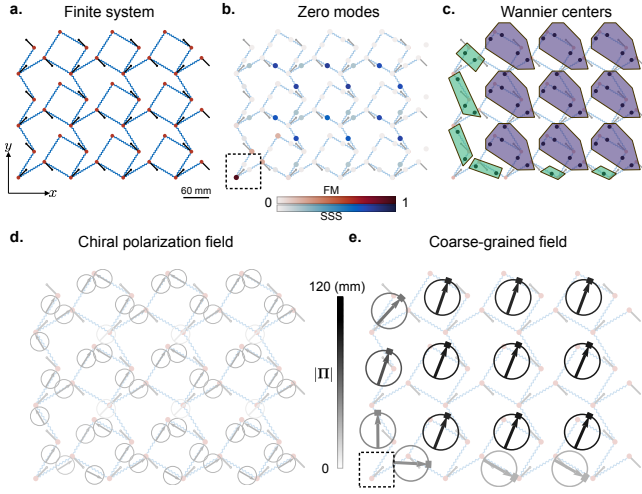 a. Finite system
b. Zero modes
c. Wannier centers
y
x
60 mm
FM
0
1
SSS
d. Chiral polarization field
e. Coarse-grained field
120 (mm)
|Π|
0